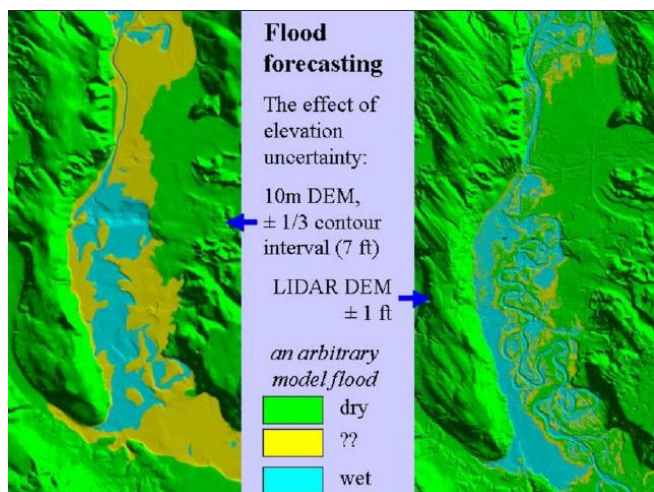 Flood
forecasting
The effect of
elevation
uncertainty:
10m DEM,
± 1/3 contour
interval (7 ft)
LIDAR DEM
± 1 ft
an arbitrary
model flood
dry
??
wet